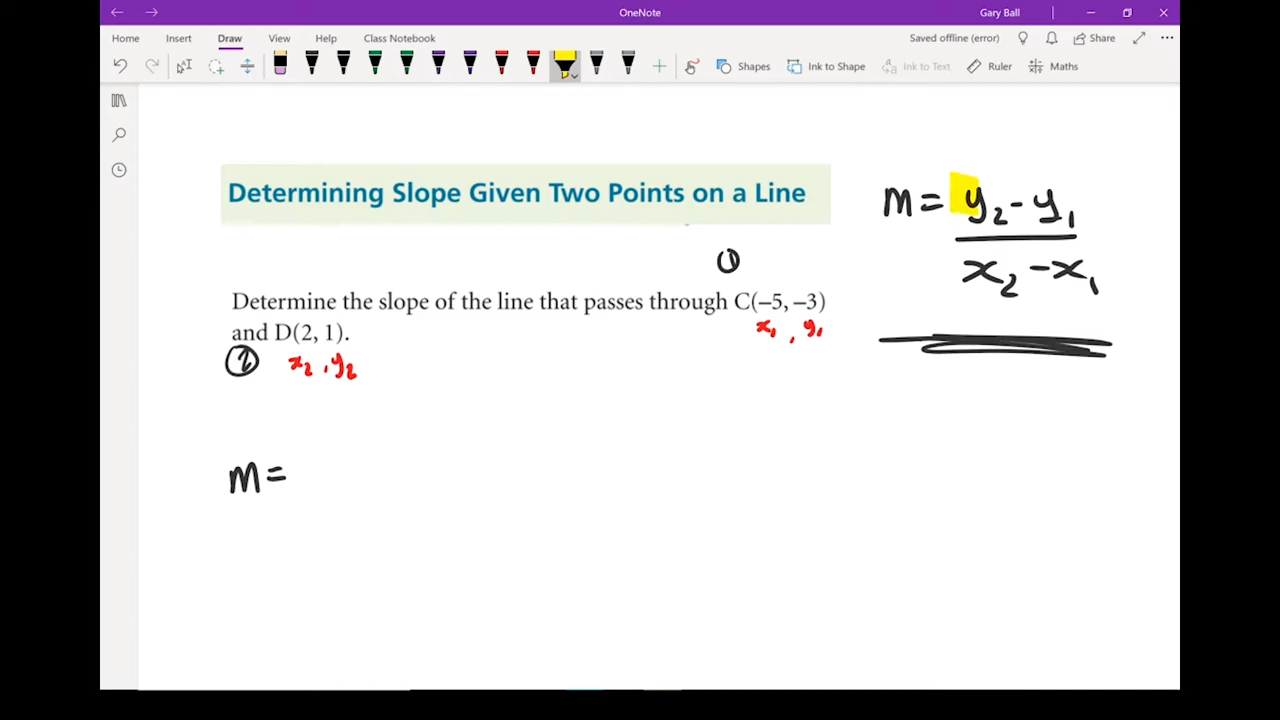 OneNote
Gary Ball
Home Insert Draw View Help Class Notebook
Saved offline (error) Share
Shapes Ink to Shape Ink to Text Ruler Maths
Determining Slope Given Two Points on a Line
m = y₂ - y₁
x₂ - x₁
①
Determine the slope of the line that passes through C(–5, –3)
x₁ , y₁
and D(2, 1).
② x₂ , y₂
m =